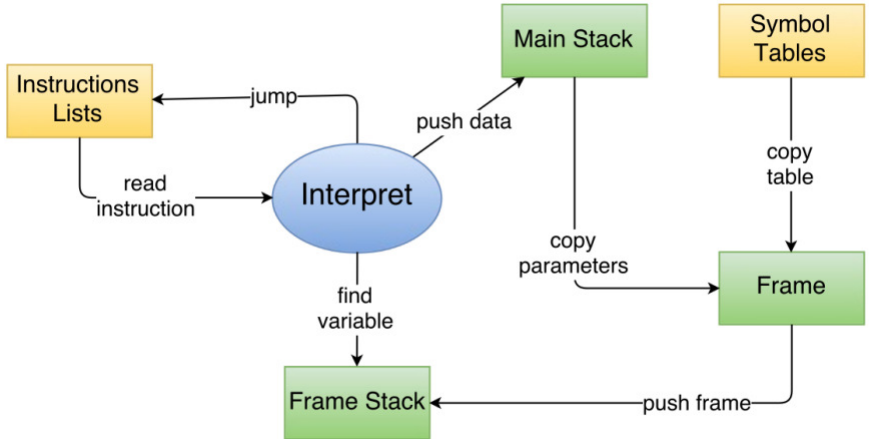 Main Stack
Symbol
Tables
Instructions
Lists
jump
push data
read
instruction
Interpret
copy
table
copy
parameters
Frame
find
variable
Frame Stack
push frame